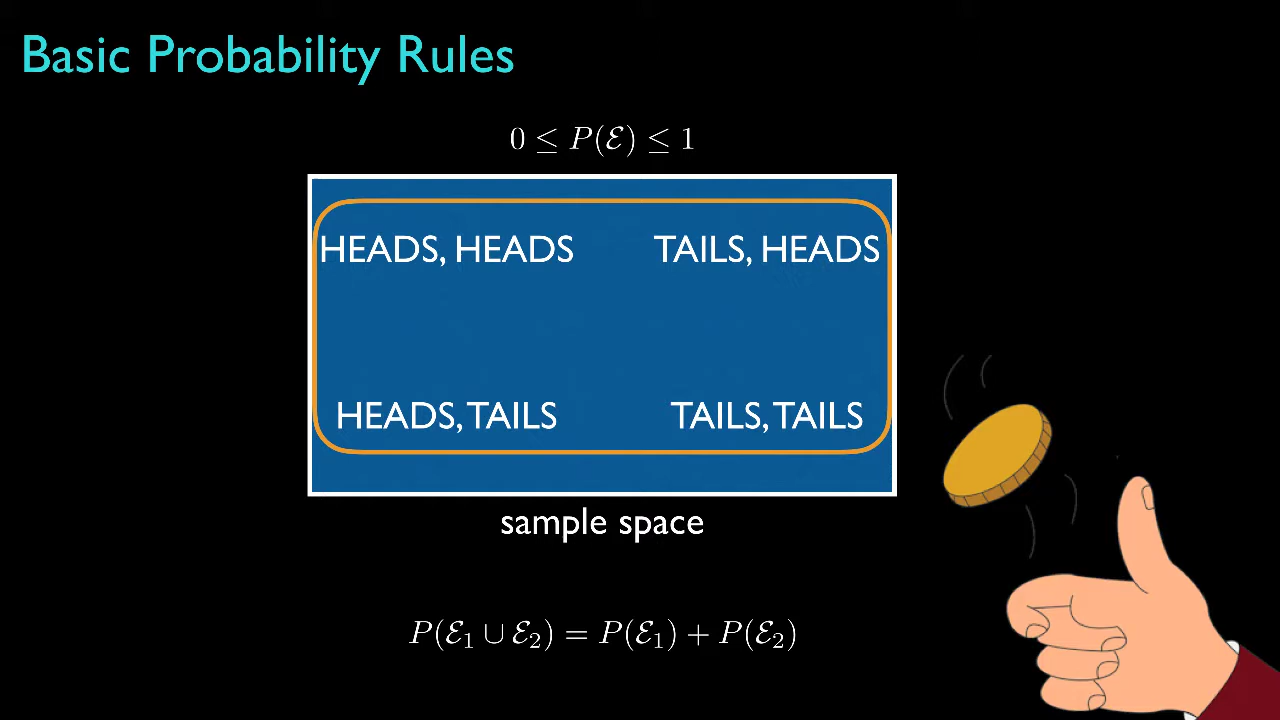 Basic Probability Rules
0 ≤ P(ℰ) ≤ 1
HEADS, HEADS TAILS, HEADS
HEADS, TAILS TAILS, TAILS
sample space
P(ℰ₁ ∪ ℰ₂) = P(ℰ₁) + P(ℰ₂)